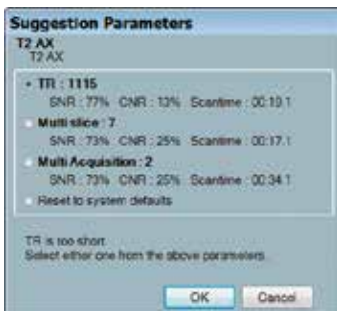 Suggestion Parameters
T2 AX
T2 AX
TR : 1115
SNR : 77% CNR : 13% Scantime : 00:19.1
Multi slice : 7
SNR : 73% CNR : 25% Scantime : 00:17.1
Multi Acquisition : 2
SNR : 73% CNR : 25% Scantime : 00:34.1
Reset to system defaults
TR is too short.
Select either one from the above parameters.
OK Cancel